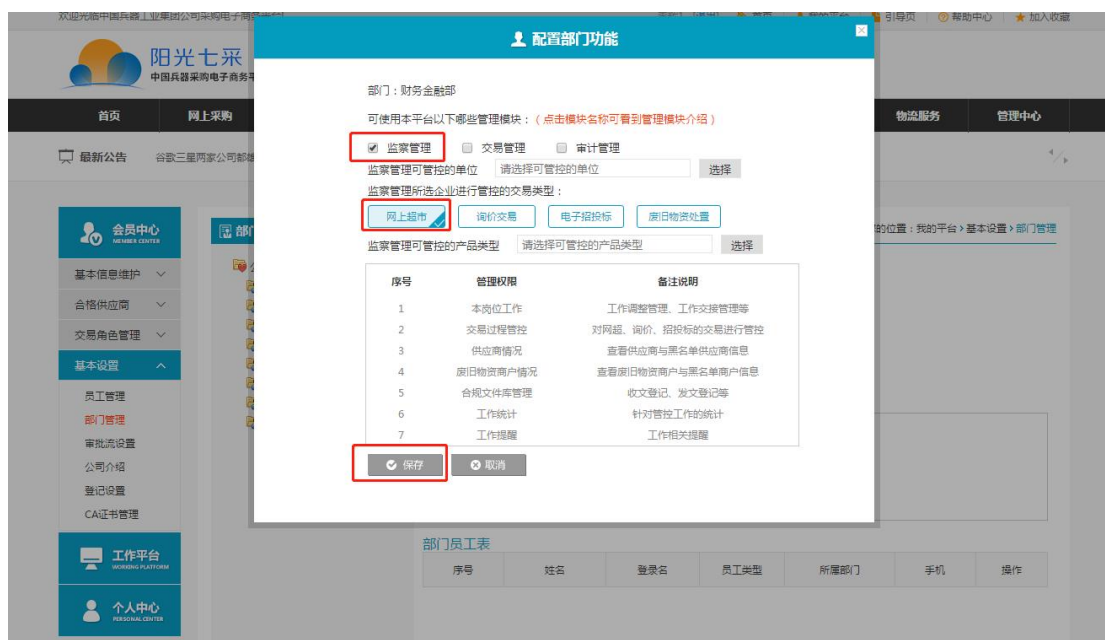 欢迎光临中国兵器工业集团公司采购电子商务平台!
引导页 帮助中心 加入收藏
阳光七采
中国兵器采购电子商务平
首页 网上采购 物流服务 管理中心
最新公告 谷歌三星两家公司邮
配置部门功能
部门：财务金融部
可使用本平台以下哪些管理模块：（点击模块名称可看到管理模块介绍）
监察管理 交易管理 审计管理
监察管理可管控的单位 请选择可管控的单位 选择
监察管理所选企业进行管控的交易类型：
网上超市 询价交易 电子招投标 废旧物资处置
监察管理可管控的产品类型 请选择可管控的产品类型 选择
序号 管理权限 备注说明
1 本岗位工作 工作调整管理、工作交接管理等
2 交易过程管控 对网超、询价、招投标的交易进行管控
3 供应商情况 查看供应商与黑名单供应商信息
4 废旧物资商户情况 查看废旧物资商户与黑名单商户信息
5 合规文件库管理 收文登记、发文登记等
6 工作统计 针对管控工作的统计
7 工作提醒 工作相关提醒
保存 取消
会员中心
MEMBER CENTER
部
的位置：我的平台>基本设置>部门管理
基本信息维护
合格供应商
交易角色管理
基本设置
员工管理
部门管理
审批流设置
公司介绍
登记设置
CA证书管理
工作平台
WORKING PLATFORM
个人中心
PERSONAL CENTER
部门员工表
序号 姓名 登录名 员工类型 所属部门 手机 操作